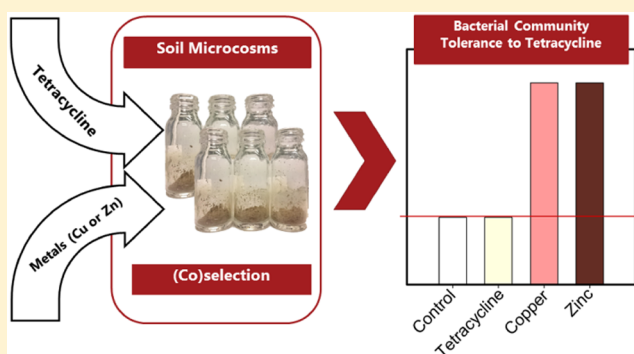 Tetracycline
Metals (Cu or Zn)
Soil Microcosms
(Co)selection
Bacterial Community
Tolerance to Tetracycline
Control
Tetracycline
Copper
Zinc